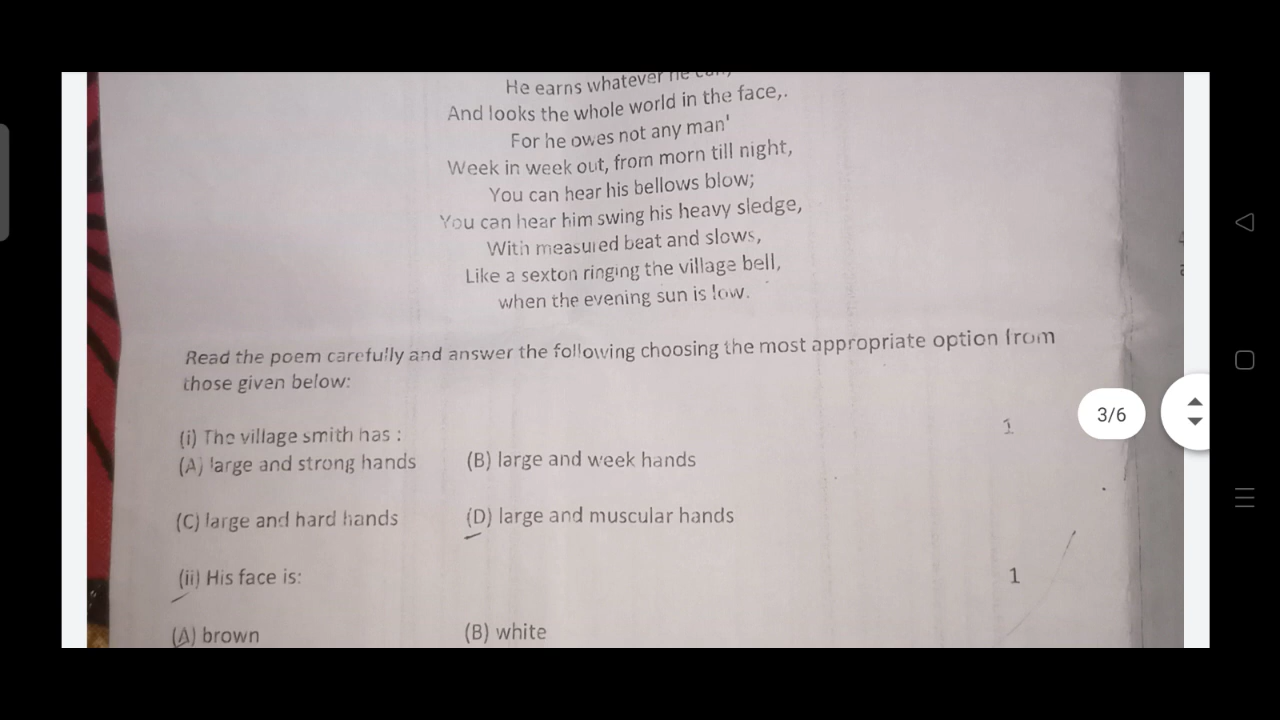 He earns whatever he can,
And looks the whole world in the face,.
For he owes not any man'
Week in week out, from morn till night,
You can hear his bellows blow;
You can hear him swing his heavy sledge,
With measured beat and slows,
Like a sexton ringing the village bell,
when the evening sun is low.
Read the poem carefully and answer the following choosing the most appropriate option from
those given below:
(i) The village smith has : 1
(A) large and strong hands (B) large and week hands
(C) large and hard hands (D) large and muscular hands
(ii) His face is: 1
(A) brown (B) white
3/6